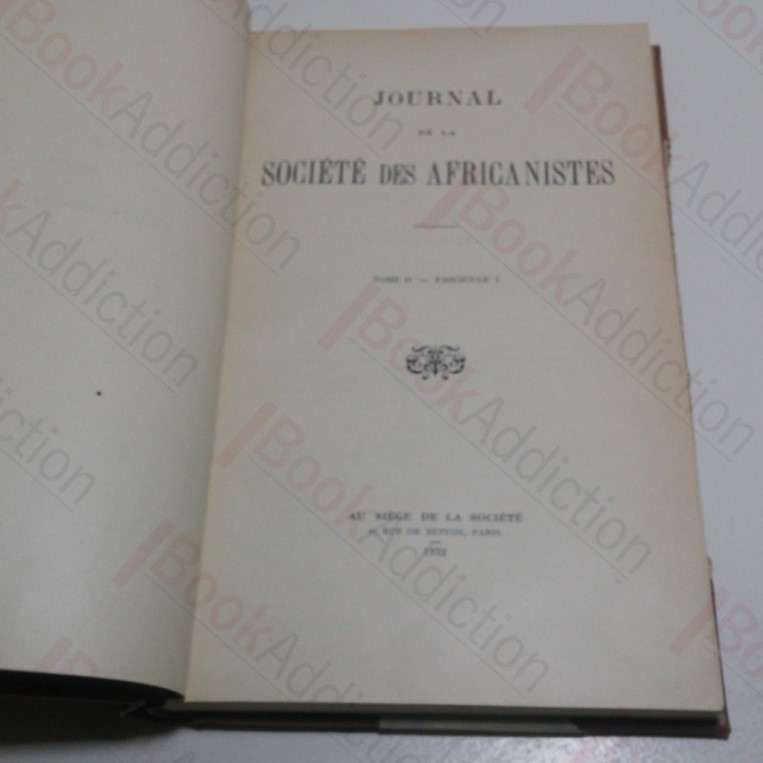 JOURNAL
DE LA
SOCIÉTÉ DES AFRICANISTES
TOME II — FASCICULE I
AU SIÈGE DE LA SOCIÉTÉ
RUE DE BUFFON, PARIS
1932
BookAddiction